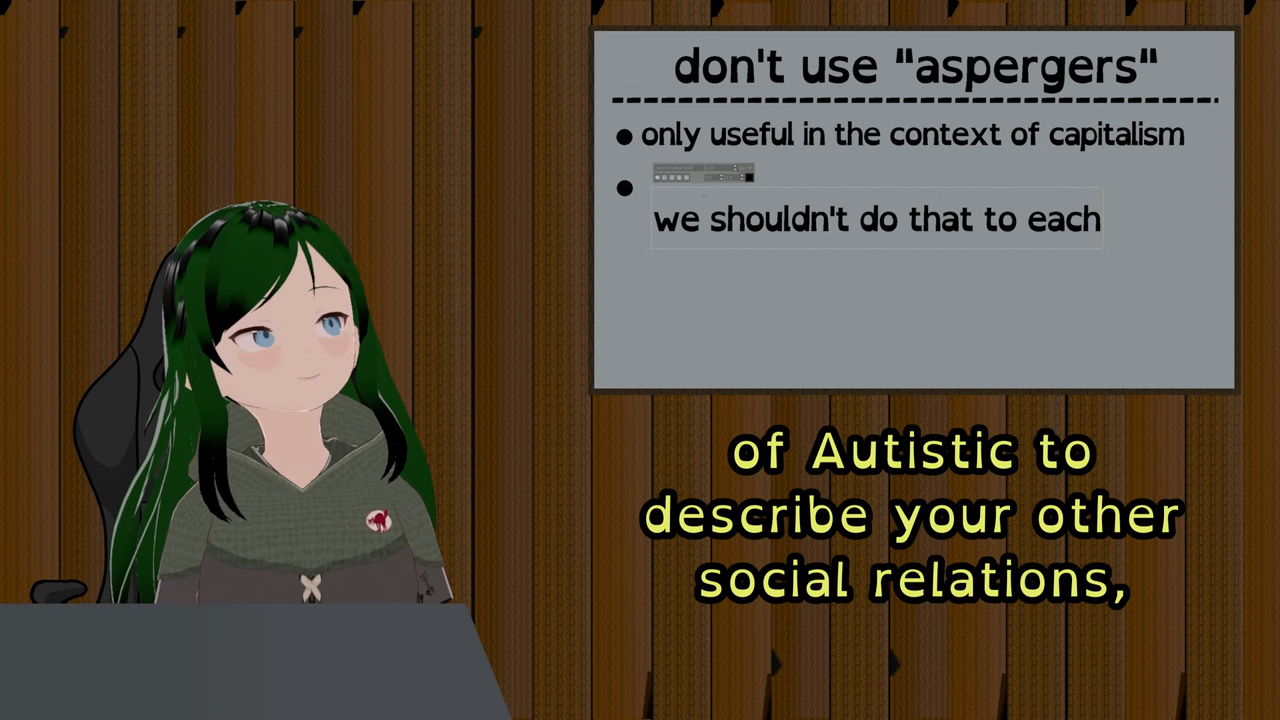 don't use "aspergers"
● only useful in the context of capitalism
●
we shouldn't do that to each
of Autistic to
describe your other
social relations,